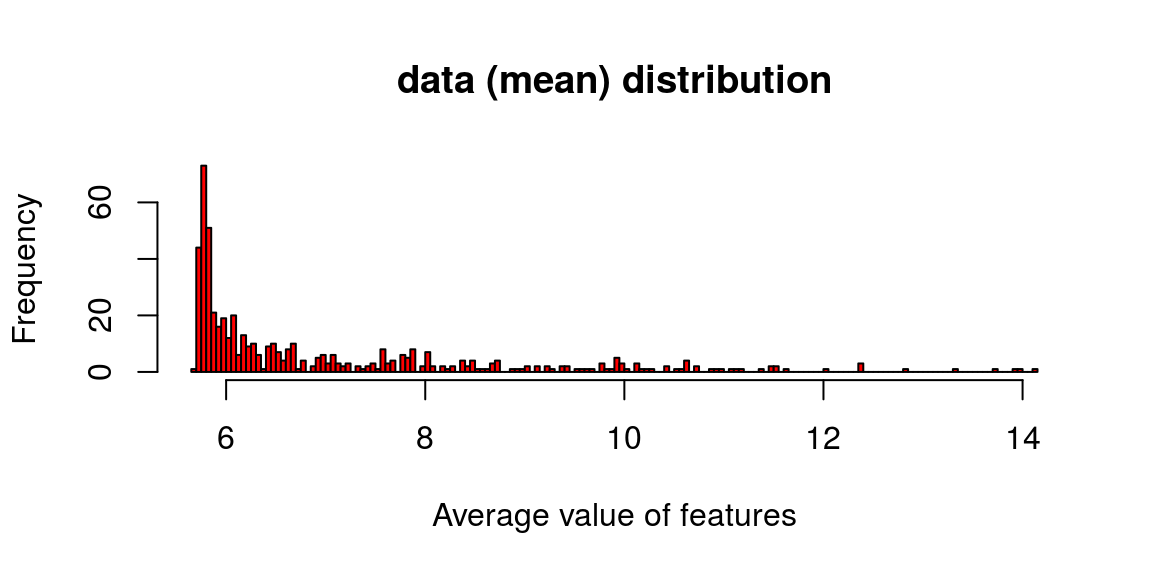 data (mean) distribution
Frequency
60
20
0
6 8 10 12 14
Average value of features